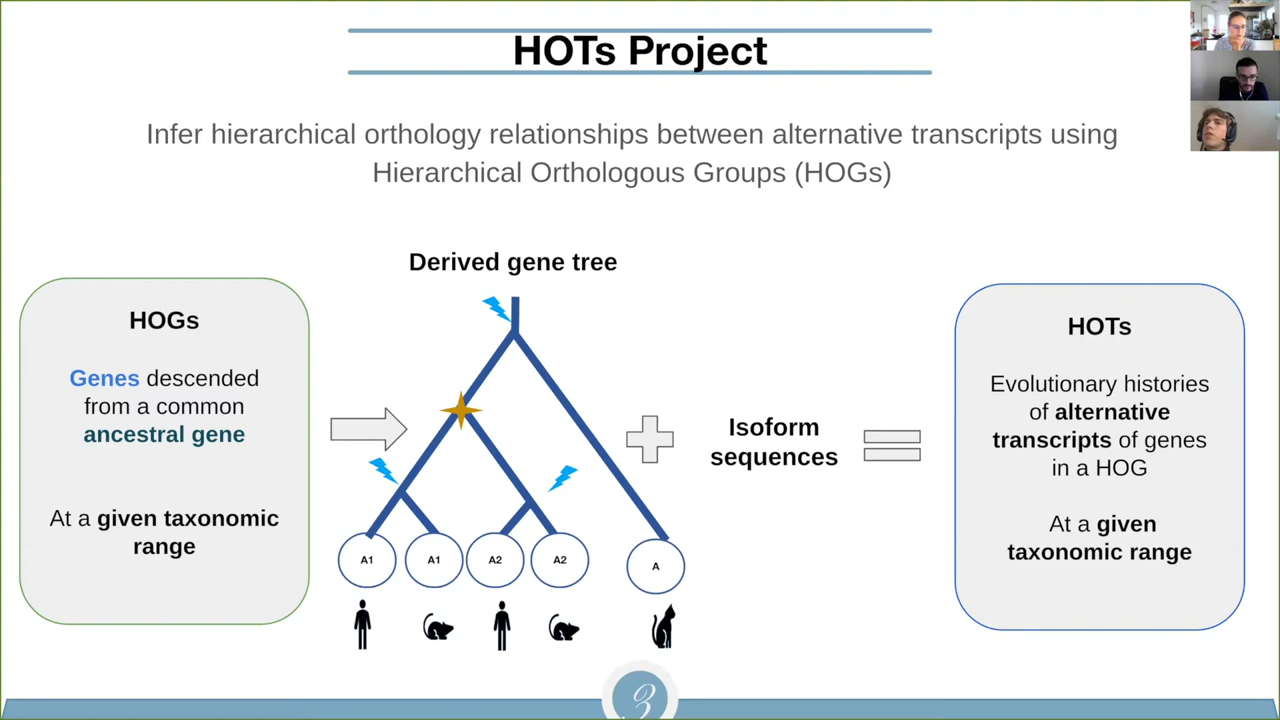 HOTs Project
Infer hierarchical orthology relationships between alternative transcripts using
Hierarchical Orthologous Groups (HOGs)
Derived gene tree
HOGs
Genes descended
from a common
ancestral gene
At a given taxonomic
range
A1
A1
A2
A2
A
Isoform
sequences
HOTs
Evolutionary histories
of alternative
transcripts of genes
in a HOG
At a given
taxonomic range
3